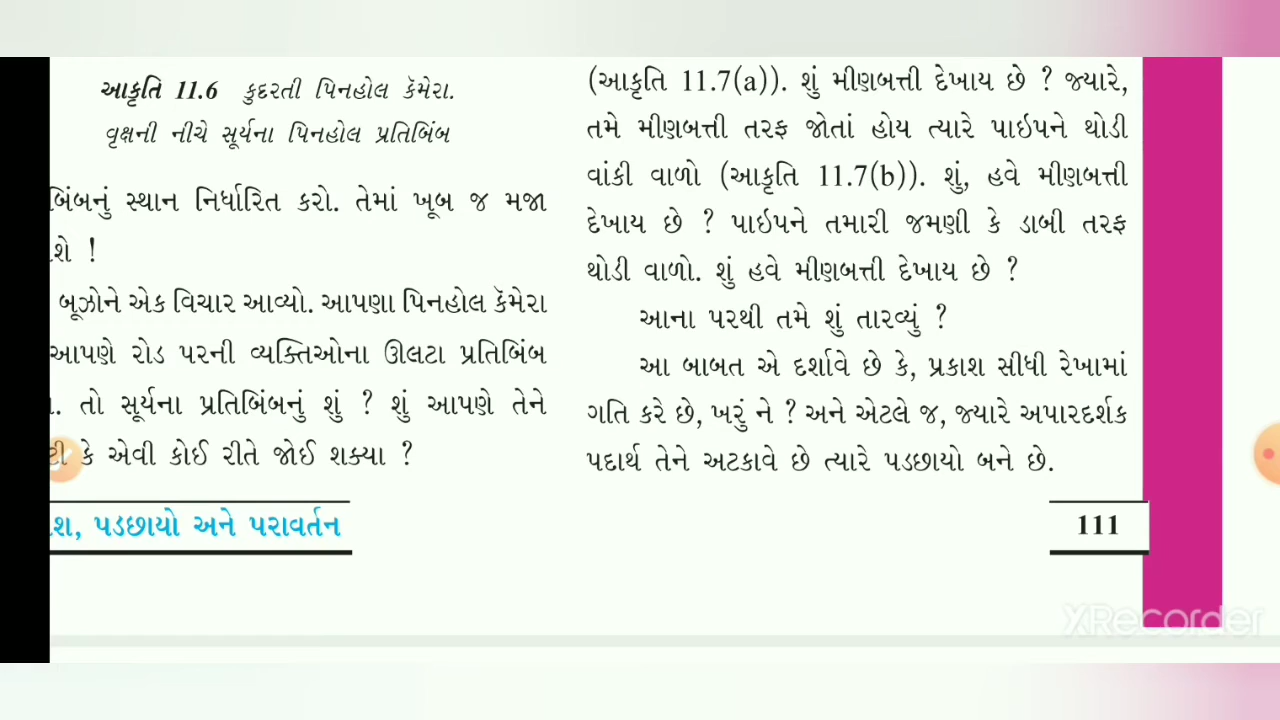 આકૃતિ 11.6 કુદરતી પિનહોલ કૅમેરા.
વૃક્ષની નીચે સૂર્યના પિનહોલ પ્રતિબિંબ
બિંબનું સ્થાન નિર્ધારિત કરો. તેમાં ખૂબ જ મજા
શે !
બૂઝોને એક વિચાર આવ્યો. આપણા પિનહોલ કૅમેરા
આપણે રોડ પરની વ્યક્તિઓના ઊલટા પ્રતિબિંબ
તો સૂર્યના પ્રતિબિંબનું શું ? શું આપણે તેને
કે એવી કોઈ રીતે જોઈ શક્યા ?
શ, પડછાયો અને પરાવર્તન
(આકૃતિ 11.7(a)). શું મીણબત્તી દેખાય છે ? જ્યારે,
તમે મીણબત્તી તરફ જોતાં હોય ત્યારે પાઇપને થોડી
વાંકી વાળો (આકૃતિ 11.7(b)). શું, હવે મીણબત્તી
દેખાય છે ? પાઇપને તમારી જમણી કે ડાબી તરફ
થોડી વાળો. શું હવે મીણબત્તી દેખાય છે ?
આના પરથી તમે શું તારવ્યું ?
આ બાબત એ દર્શાવે છે કે, પ્રકાશ સીધી રેખામાં
ગતિ કરે છે, ખરું ને ? અને એટલે જ, જ્યારે અપારદર્શક
પદાર્થ તેને અટકાવે છે ત્યારે પડછાયો બને છે.
111
XRecorder